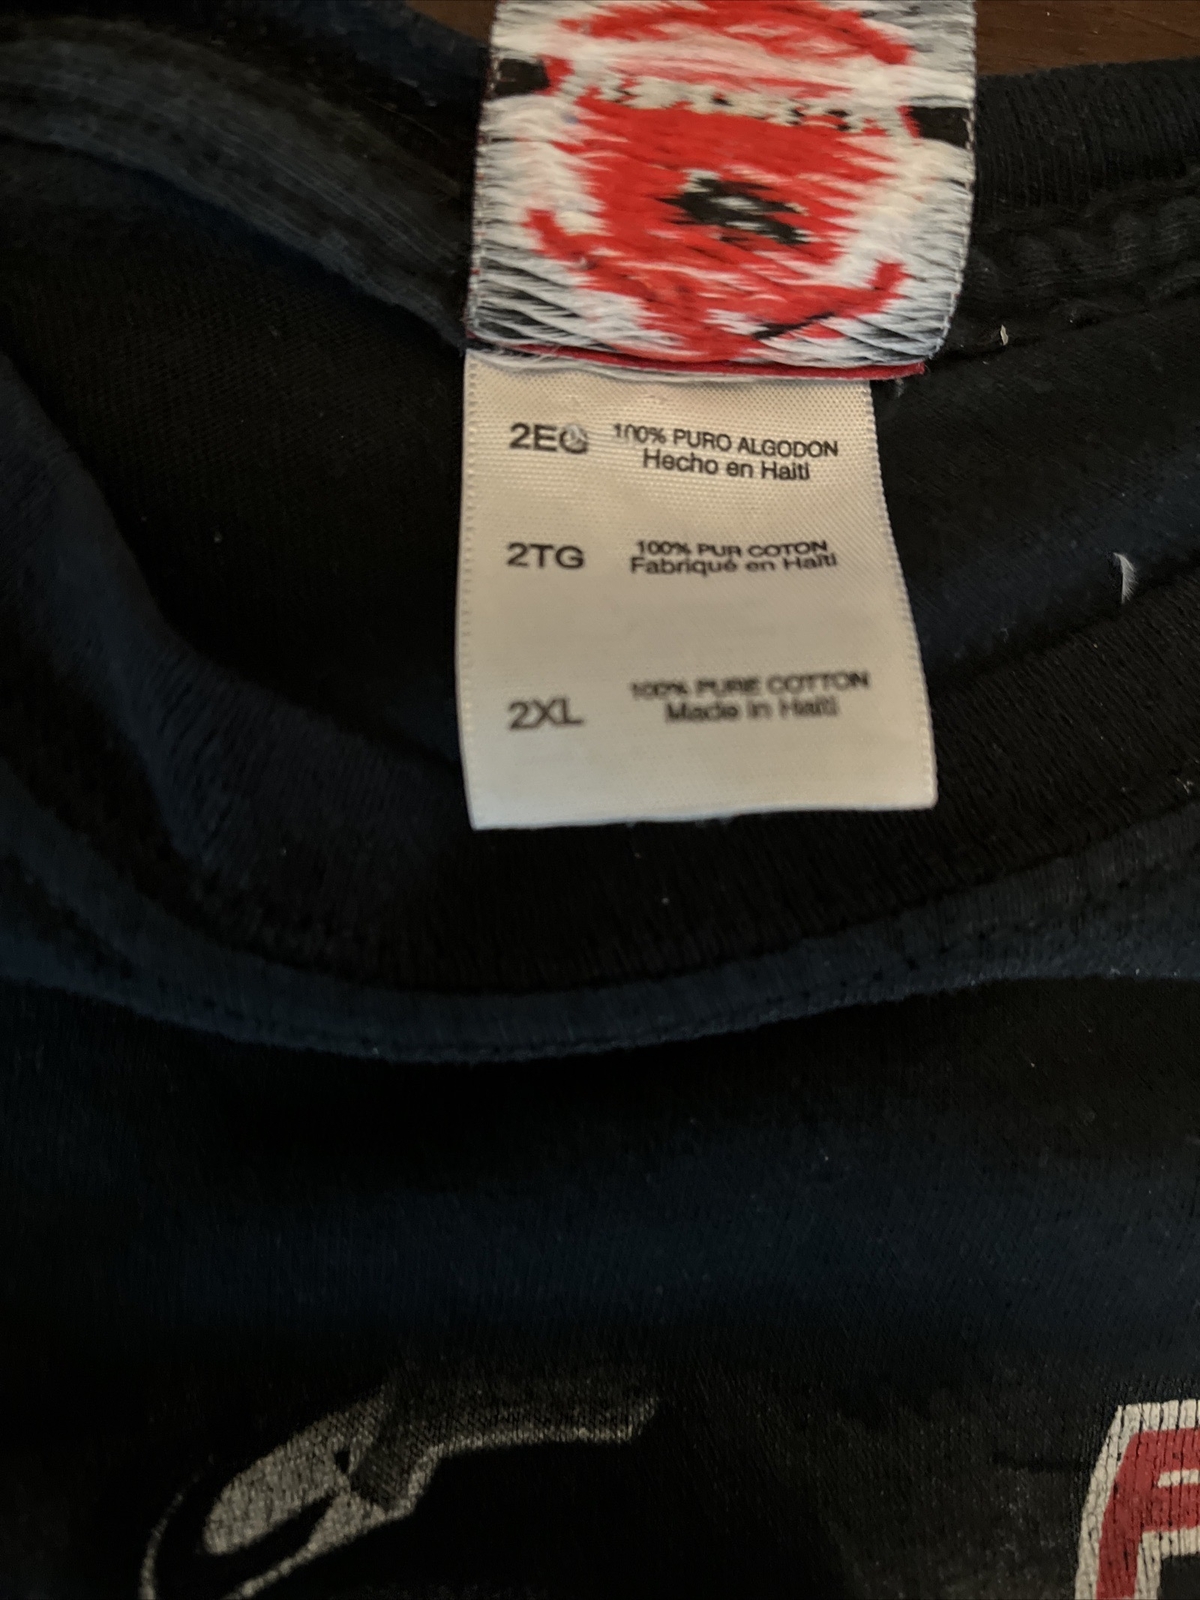 2EG 100% PURO ALGODON
Hecho en Haiti
2TG 100% PUR COTON
Fabriqué en Haïti
2XL 100% PURE COTTON
Made in Haiti